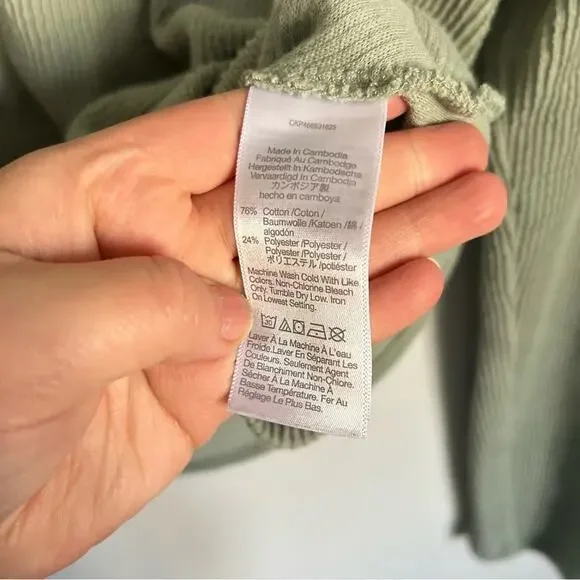 Made In Cambodia
Fabriqué Au Cambodge
Hergestellt In Kambodscha
Vervaardigd In Cambodja
カンボジア製
hecho en camboya
76% Cotton /Coton/
Baumwolle /Katoen /綿 /
algodón
24% Polyester /Polyester /
Polyester /Polyester /
ポリエステル /poliéster
Machine Wash Cold With Like
Colors. Non-Chlorine Bleach
Only. Tumble Dry Low. Iron
On Lowest Setting.
Laver À La Machine À L'eau
Froide.Laver En Séparant Les
Couleurs. Seulement Agent
De Blanchiment Non-Chlore.
Sécher À La Machine À
Basse Température. Fer Au
Réglage Le Plus Bas.